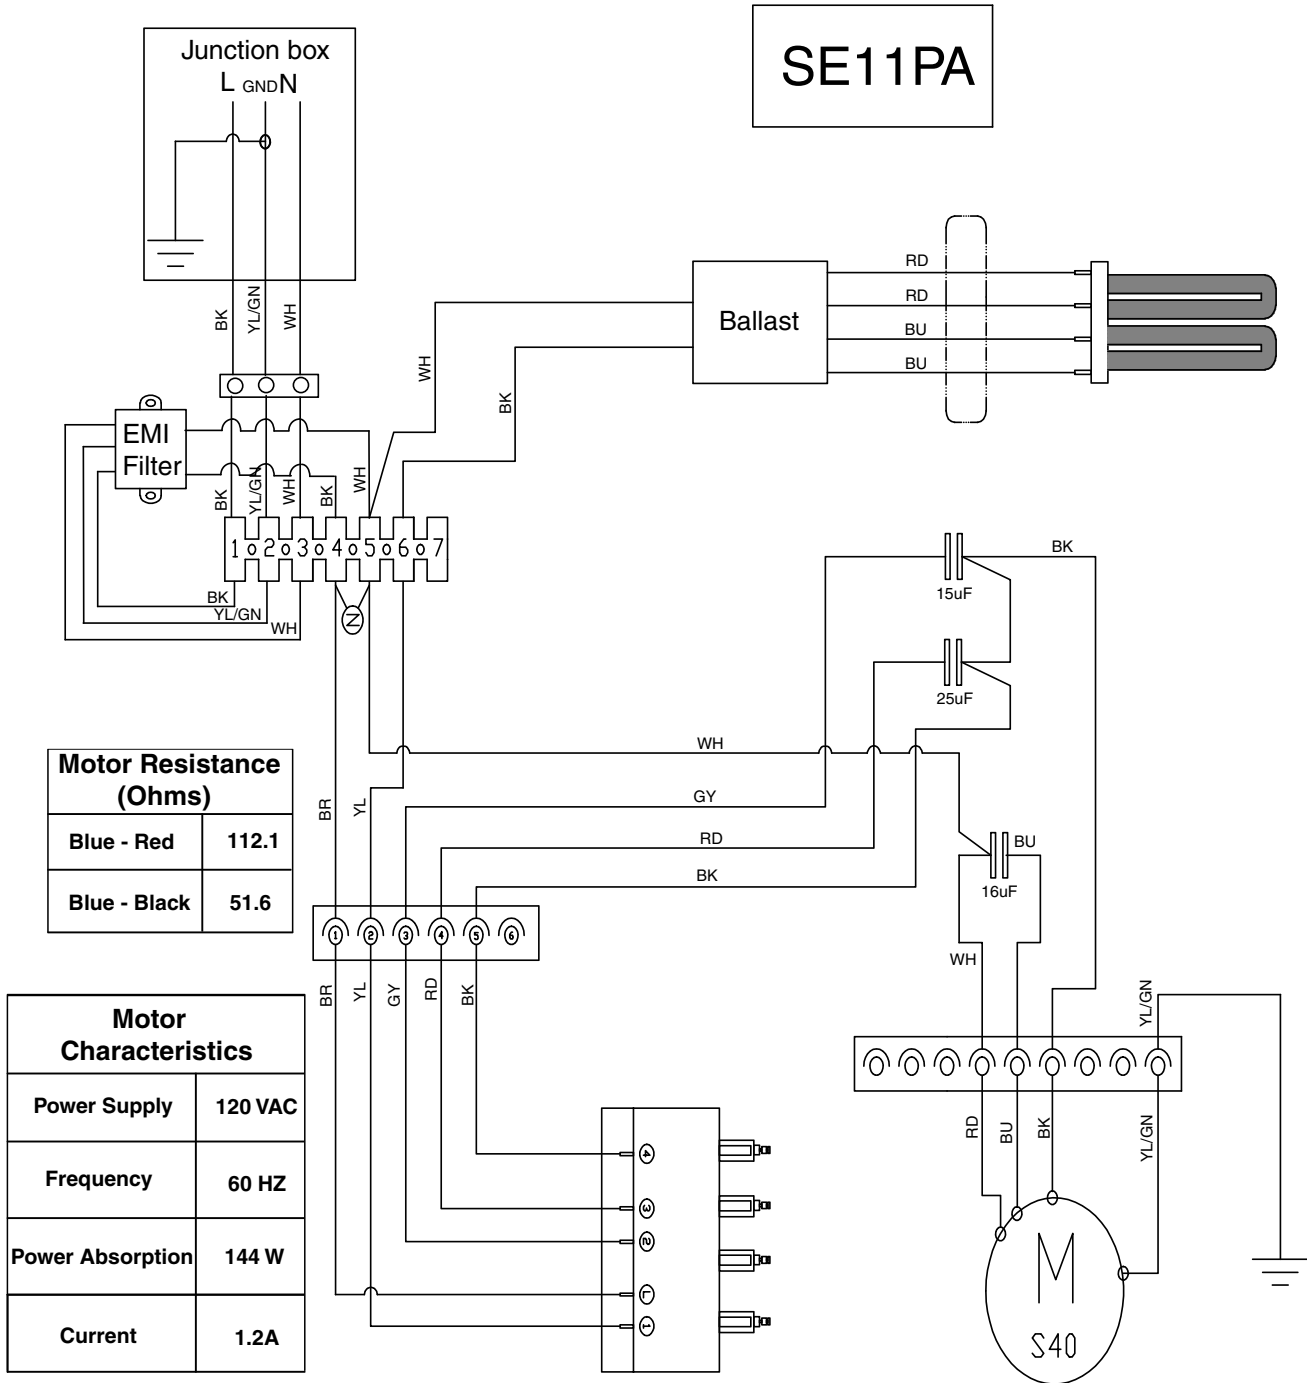 Junction box
L GND N
SE11PA
BK
YL/GN
WH
EMI
Filter
WH
BK
Ballast
RD
RD
BU
BU
BK
YL/GN
WH
BK
WH
1 2 3 4 5 6 7
BK
YL/GN
WH
N
15uF
BK
25uF
WH
GY
RD
BK
BR
YL
16uF
BU
WH
Motor Resistance
(Ohms)
Blue - Red 112.1
Blue - Black 51.6
1 2 3 4 5 6
BR
YL
GY
RD
BK
YL/GN
Motor
Characteristics
Power Supply 120 VAC
Frequency 60 HZ
Power Absorption 144 W
Current 1.2A
4
3
2
L
1
RD
BU
BK
YL/GN
M
S40